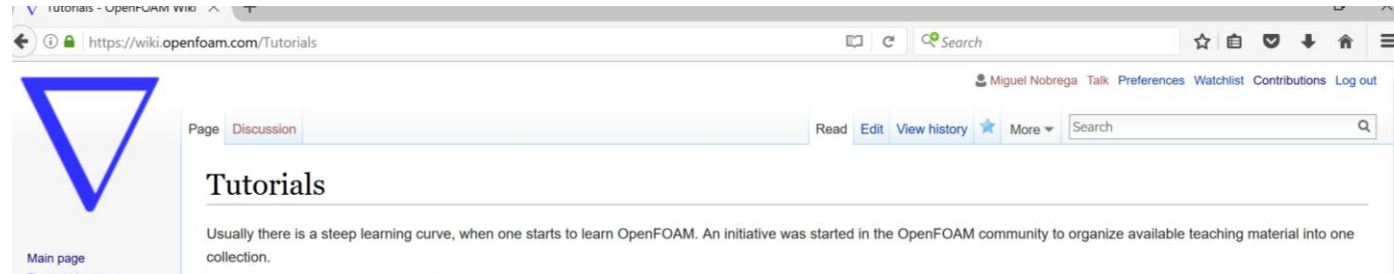 Tutorials - OpenFOAM Wiki
https://wiki.openfoam.com/Tutorials
Search
Miguel Nobrega Talk Preferences Watchlist Contributions Log out
Page Discussion Read Edit View history More Search
Tutorials
Usually there is a steep learning curve, when one starts to learn OpenFOAM. An initiative was started in the OpenFOAM community to organize available teaching material into one
collection.
Main page